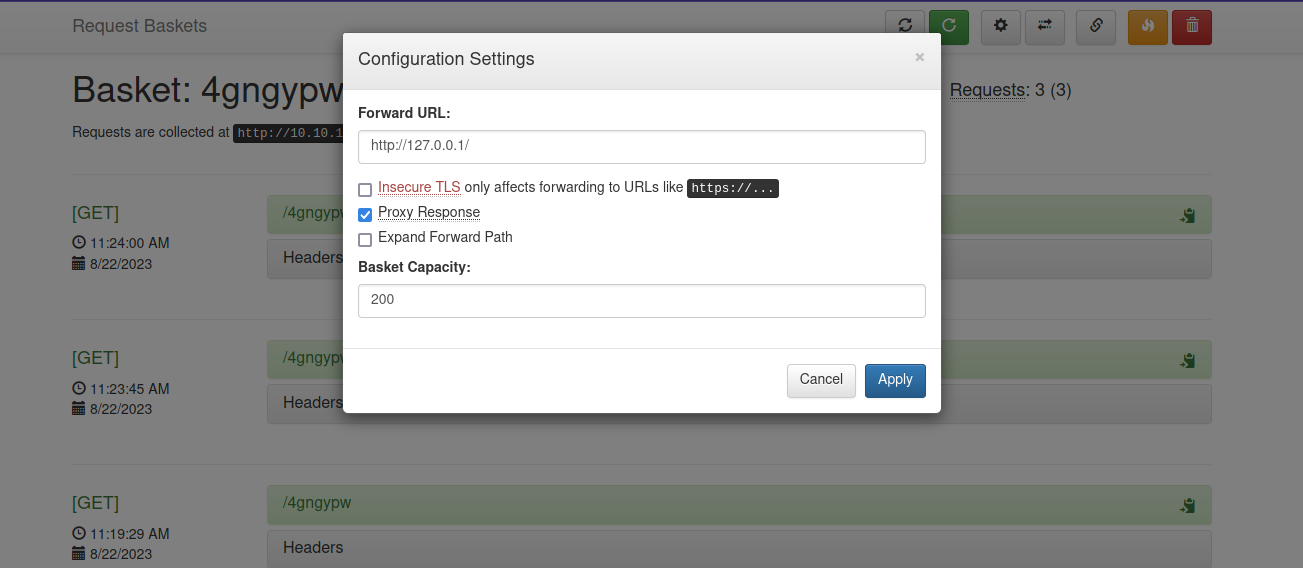 Request Baskets
Configuration Settings
×
Basket: 4gngypw
Requests: 3 (3)
Requests are collected at http://10.10.1
Forward URL:
http://127.0.0.1/
Insecure TLS only affects forwarding to URLs like https://...
Proxy Response
Expand Forward Path
Basket Capacity:
200
Cancel
Apply
[GET]
11:24:00 AM
8/22/2023
/4gngypw
Headers
[GET]
11:23:45 AM
8/22/2023
/4gngypw
Headers
[GET]
11:19:29 AM
8/22/2023
/4gngypw
Headers